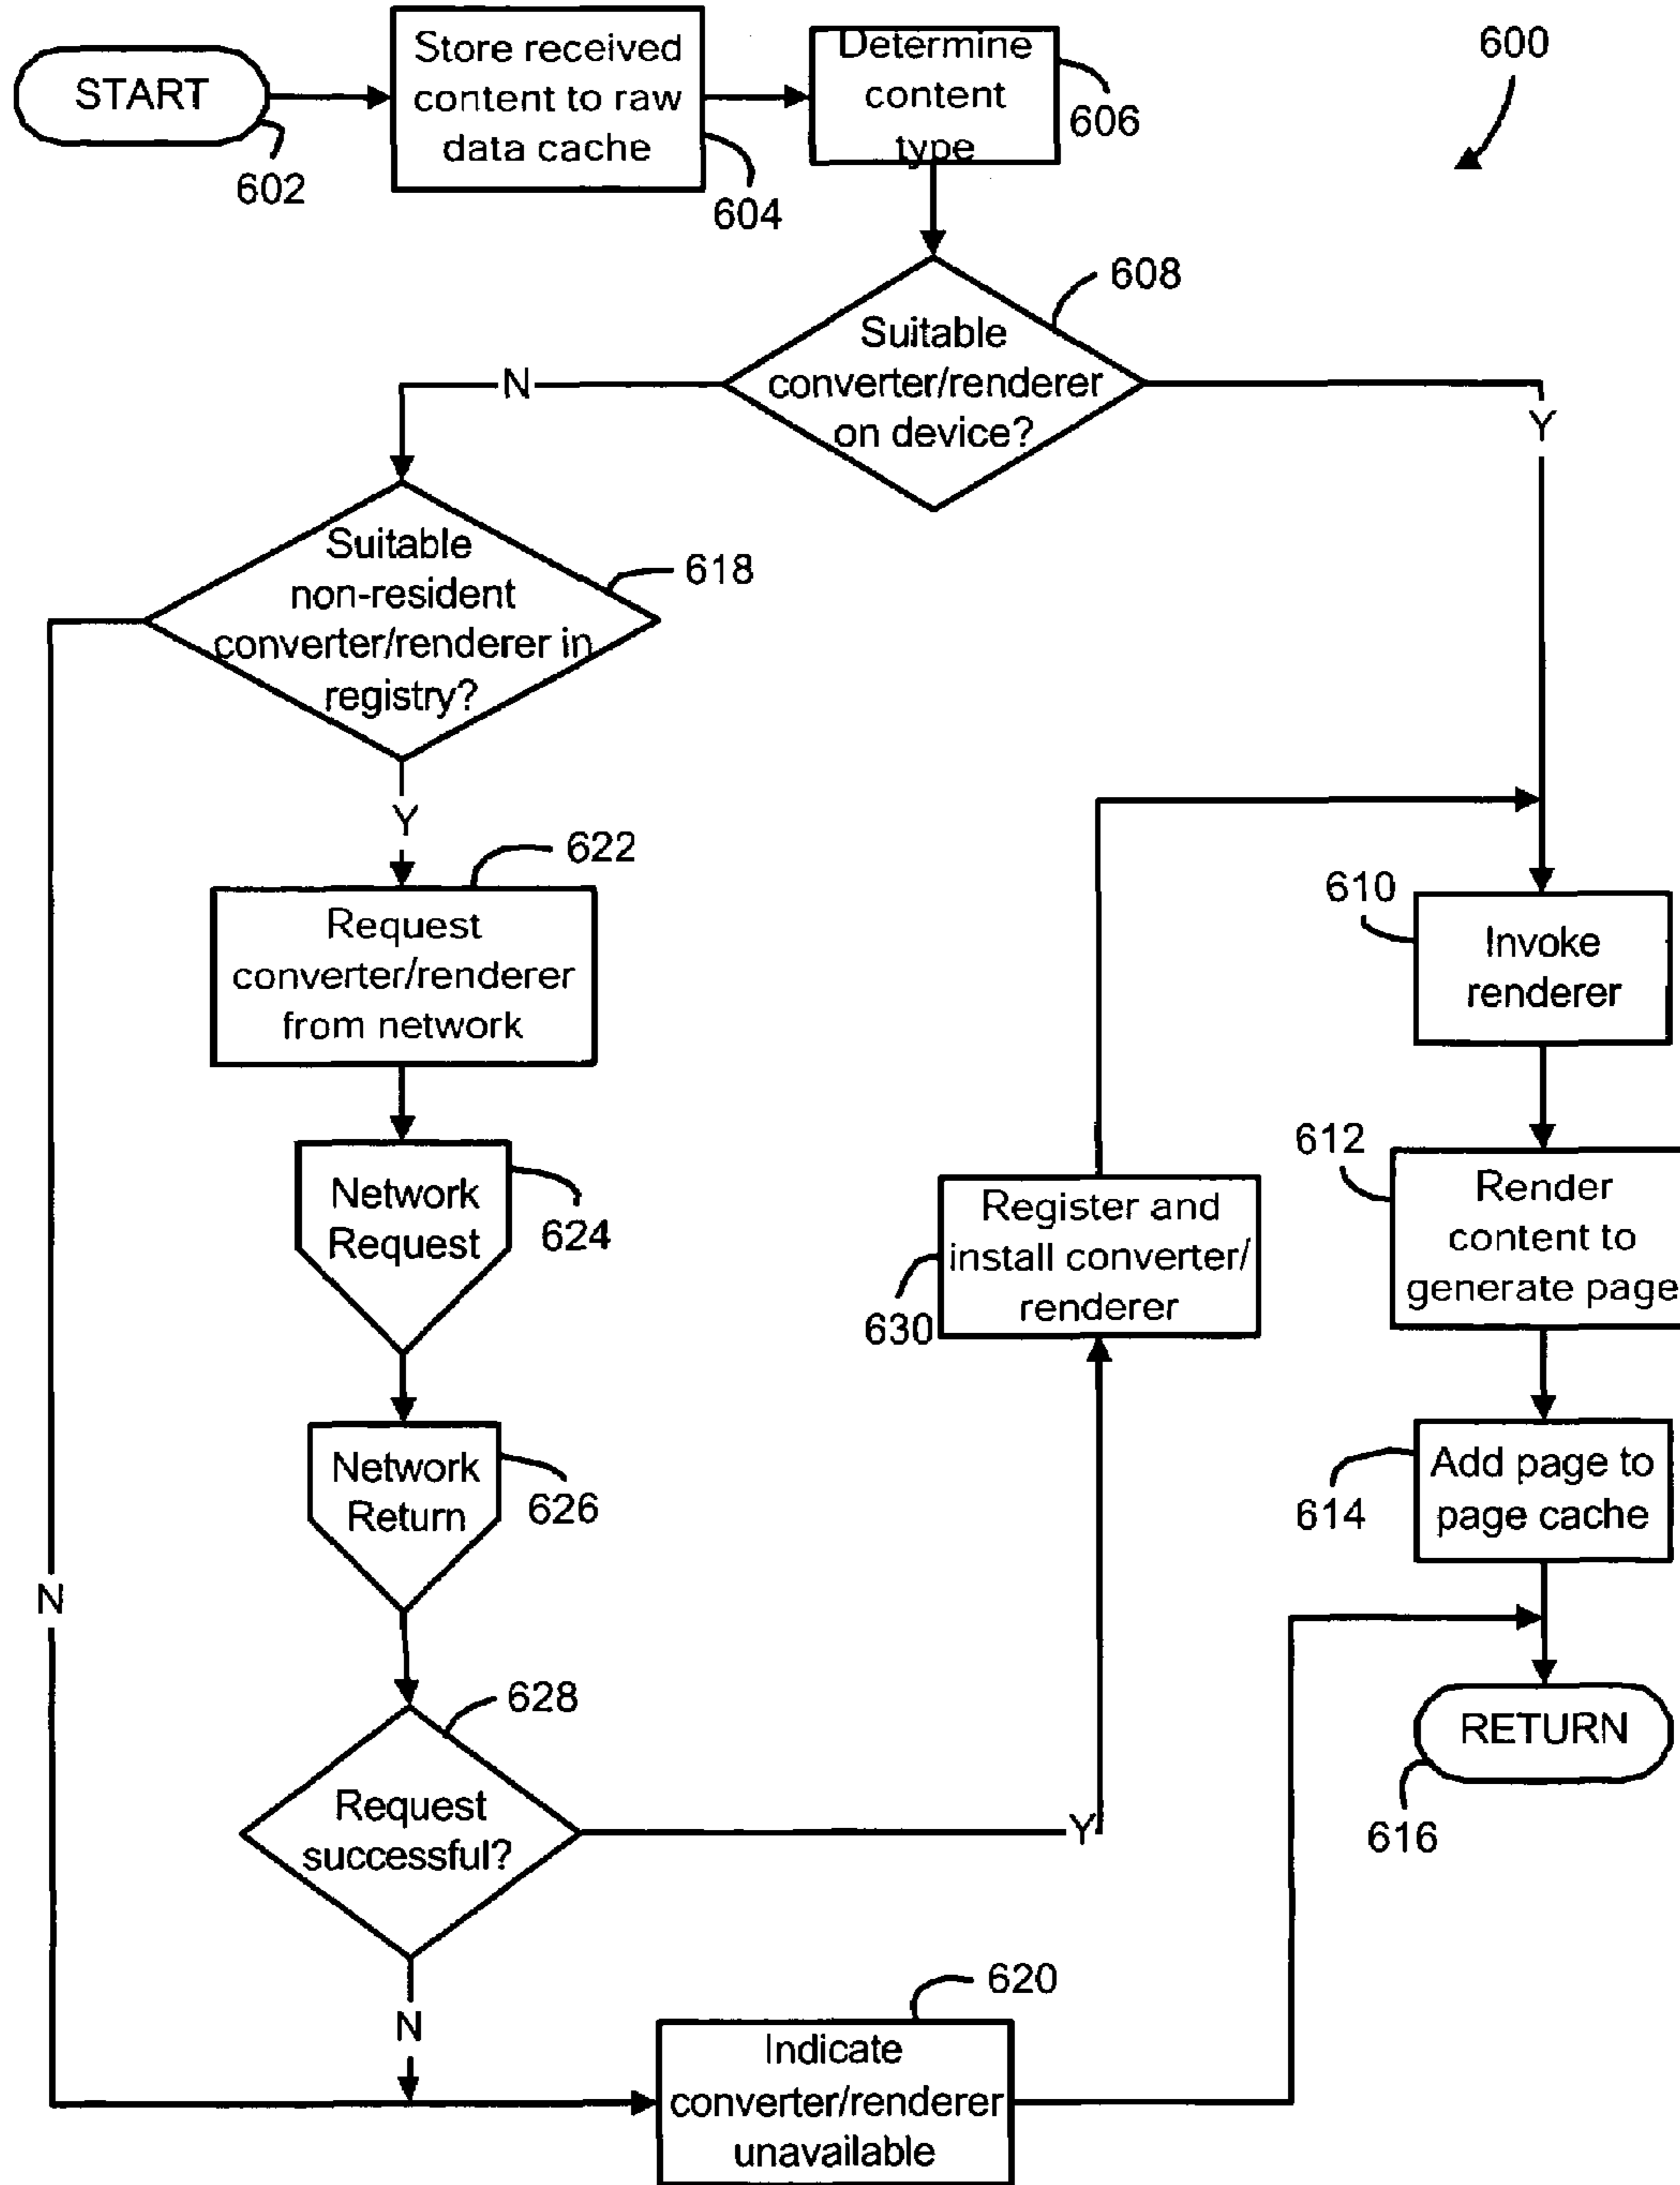 START
602
Store received
content to raw
data cache
604
Determine
content
type
606
600
Suitable
converter/renderer
on device?
608
N
Y
Suitable
non-resident
converter/renderer in
registry?
618
Y
N
Request
converter/renderer
from network
622
Network
Request
624
Network
Return
626
Request
successful?
628
Y
N
Register and
install converter/
renderer
630
610
Invoke
renderer
612
Render
content to
generate page
614
Add page to
page cache
RETURN
616
620
Indicate
converter/renderer
unavailable